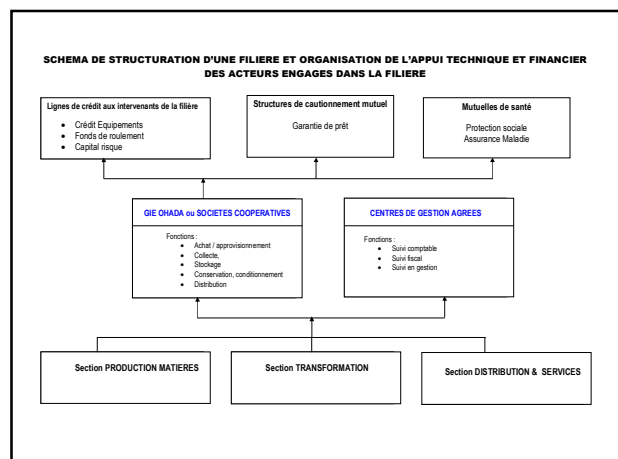 SCHEMA DE STRUCTURATION D'UNE FILIERE ET ORGANISATION DE L'APPUI TECHNIQUE ET FINANCIER
DES ACTEURS ENGAGES DANS LA FILIERE
Lignes de crédit aux intervenants de la filière
• Crédit Equipements
• Fonds de roulement
• Capital risque
Structures de cautionnement mutuel
Garantie de prêt
Mutuelles de santé
Protection sociale
Assurance Maladie
GIE OHADA ou SOCIETES COOPERATIVES
Fonctions :
• Achat / approvisionnement
• Collecte,
• Stockage
• Conservation, conditionnement
• Distribution
CENTRES DE GESTION AGREES
Fonctions :
• Suivi comptable
• Suivi fiscal
• Suivi en gestion
Section PRODUCTION MATIERES
Section TRANSFORMATION
Section DISTRIBUTION & SERVICES